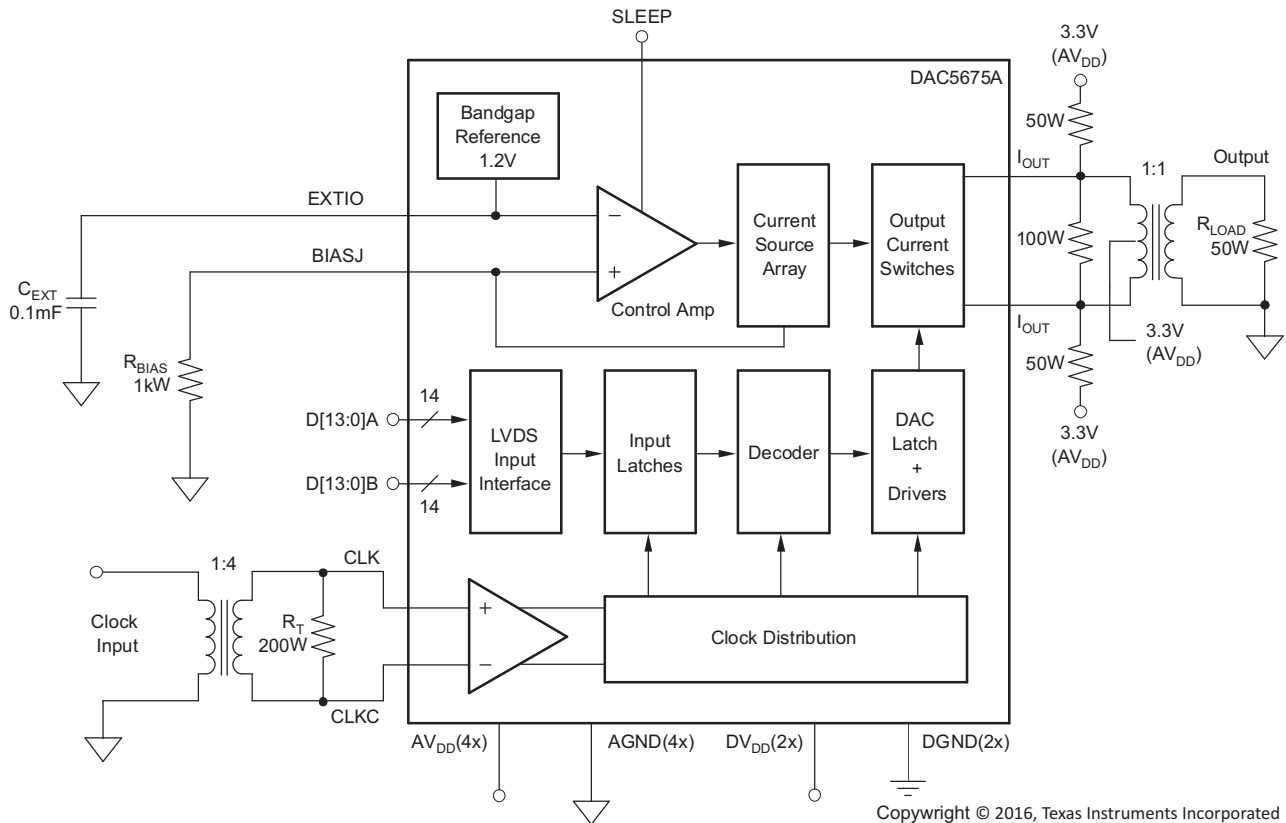 SLEEP
DAC5675A
Bandgap
Reference
1.2V
EXTIO
BIASJ
C_EXT
0.1mF
R_BIAS
1kW
−
+
Control Amp
Current
Source
Array
Output
Current
Switches
3.3V
(AV_DD)
50W
I_OUT
1:1
Output
100W
R_LOAD
50W
I_OUT
3.3V
(AV_DD)
50W
3.3V
(AV_DD)
D[13:0]A
14
D[13:0]B
14
LVDS
Input
Interface
Input
Latches
Decoder
DAC
Latch
+
Drivers
1:4
CLK
Clock
Input
R_T
200W
CLKC
+
−
Clock Distribution
AV_DD(4x)
AGND(4x)
DV_DD(2x)
DGND(2x)
Copywright © 2016, Texas Instruments Incorporated